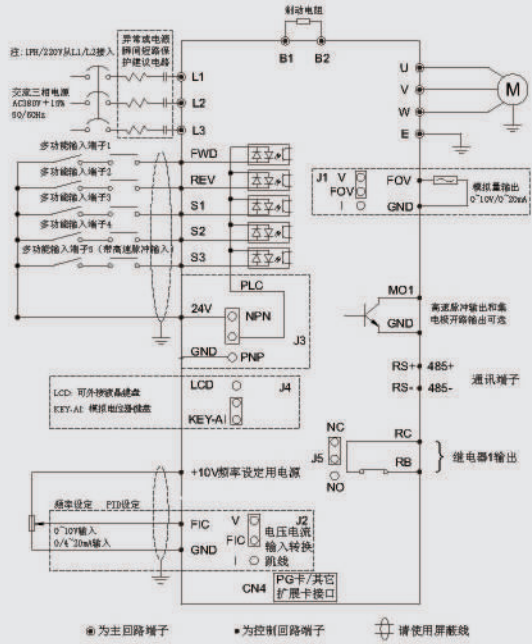 制动电阻
B1 B2
注:1PH/220V从L1/L2接入
异常或电源
瞬间短路保
护建议电路
交流三相电源
AC380V+15%
50/60Hz
L1
L2
L3
U
V
W
E
M
多功能输入端子1
多功能输入端子2
多功能输入端子3
多功能输入端子4
多功能输入端子5（带高速脉冲输入）
FWD
REV
S1
S2
S3
J1
V
FOV
I
FOV
GND
模拟量输出
0~10V/0~20mA
PLC
24V
NPN
J3
GND
PNP
MO1
GND
高速脉冲输出和集
电极开路输出可选
RS+ 485+
RS- 485-
通讯端子
LCD: 可外接液晶键盘
KEY-AI: 模拟电位器键盘
LCD
J4
KEY-AI
NC
J5
NO
RC
RB
继电器1输出
+10V频率设定用电源
频率设定 PID设定
0~10V输入
0/4~20mA输入
FIC
GND
V
FIC
I
J2
电压电流
输入转换
跳线
CN4
PG卡/其它
扩展卡接口
为主回路端子
为控制回路端子
请使用屏蔽线